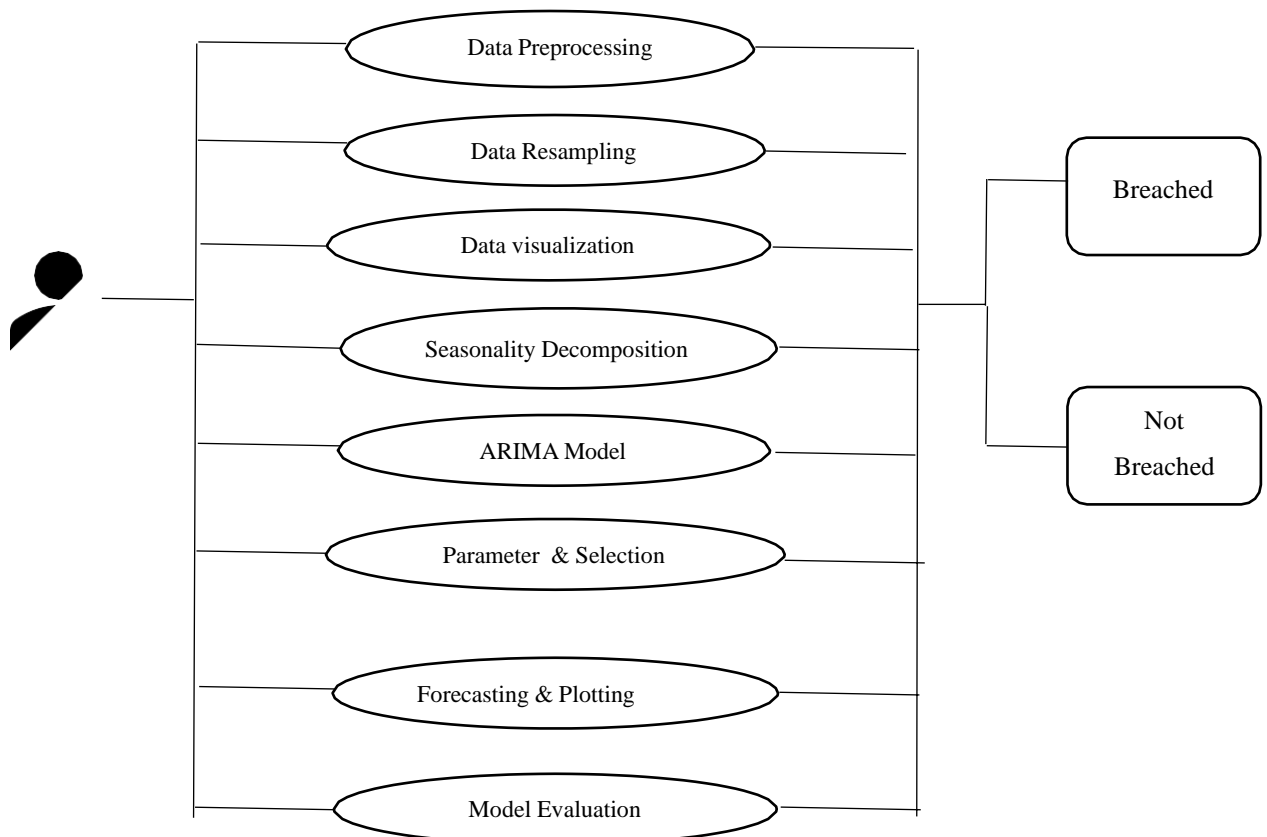 Data Preprocessing
Data Resampling
Data visualization
Seasonality Decomposition
ARIMA Model
Parameter & Selection
Forecasting & Plotting
Model Evaluation
Breached
Not
Breached